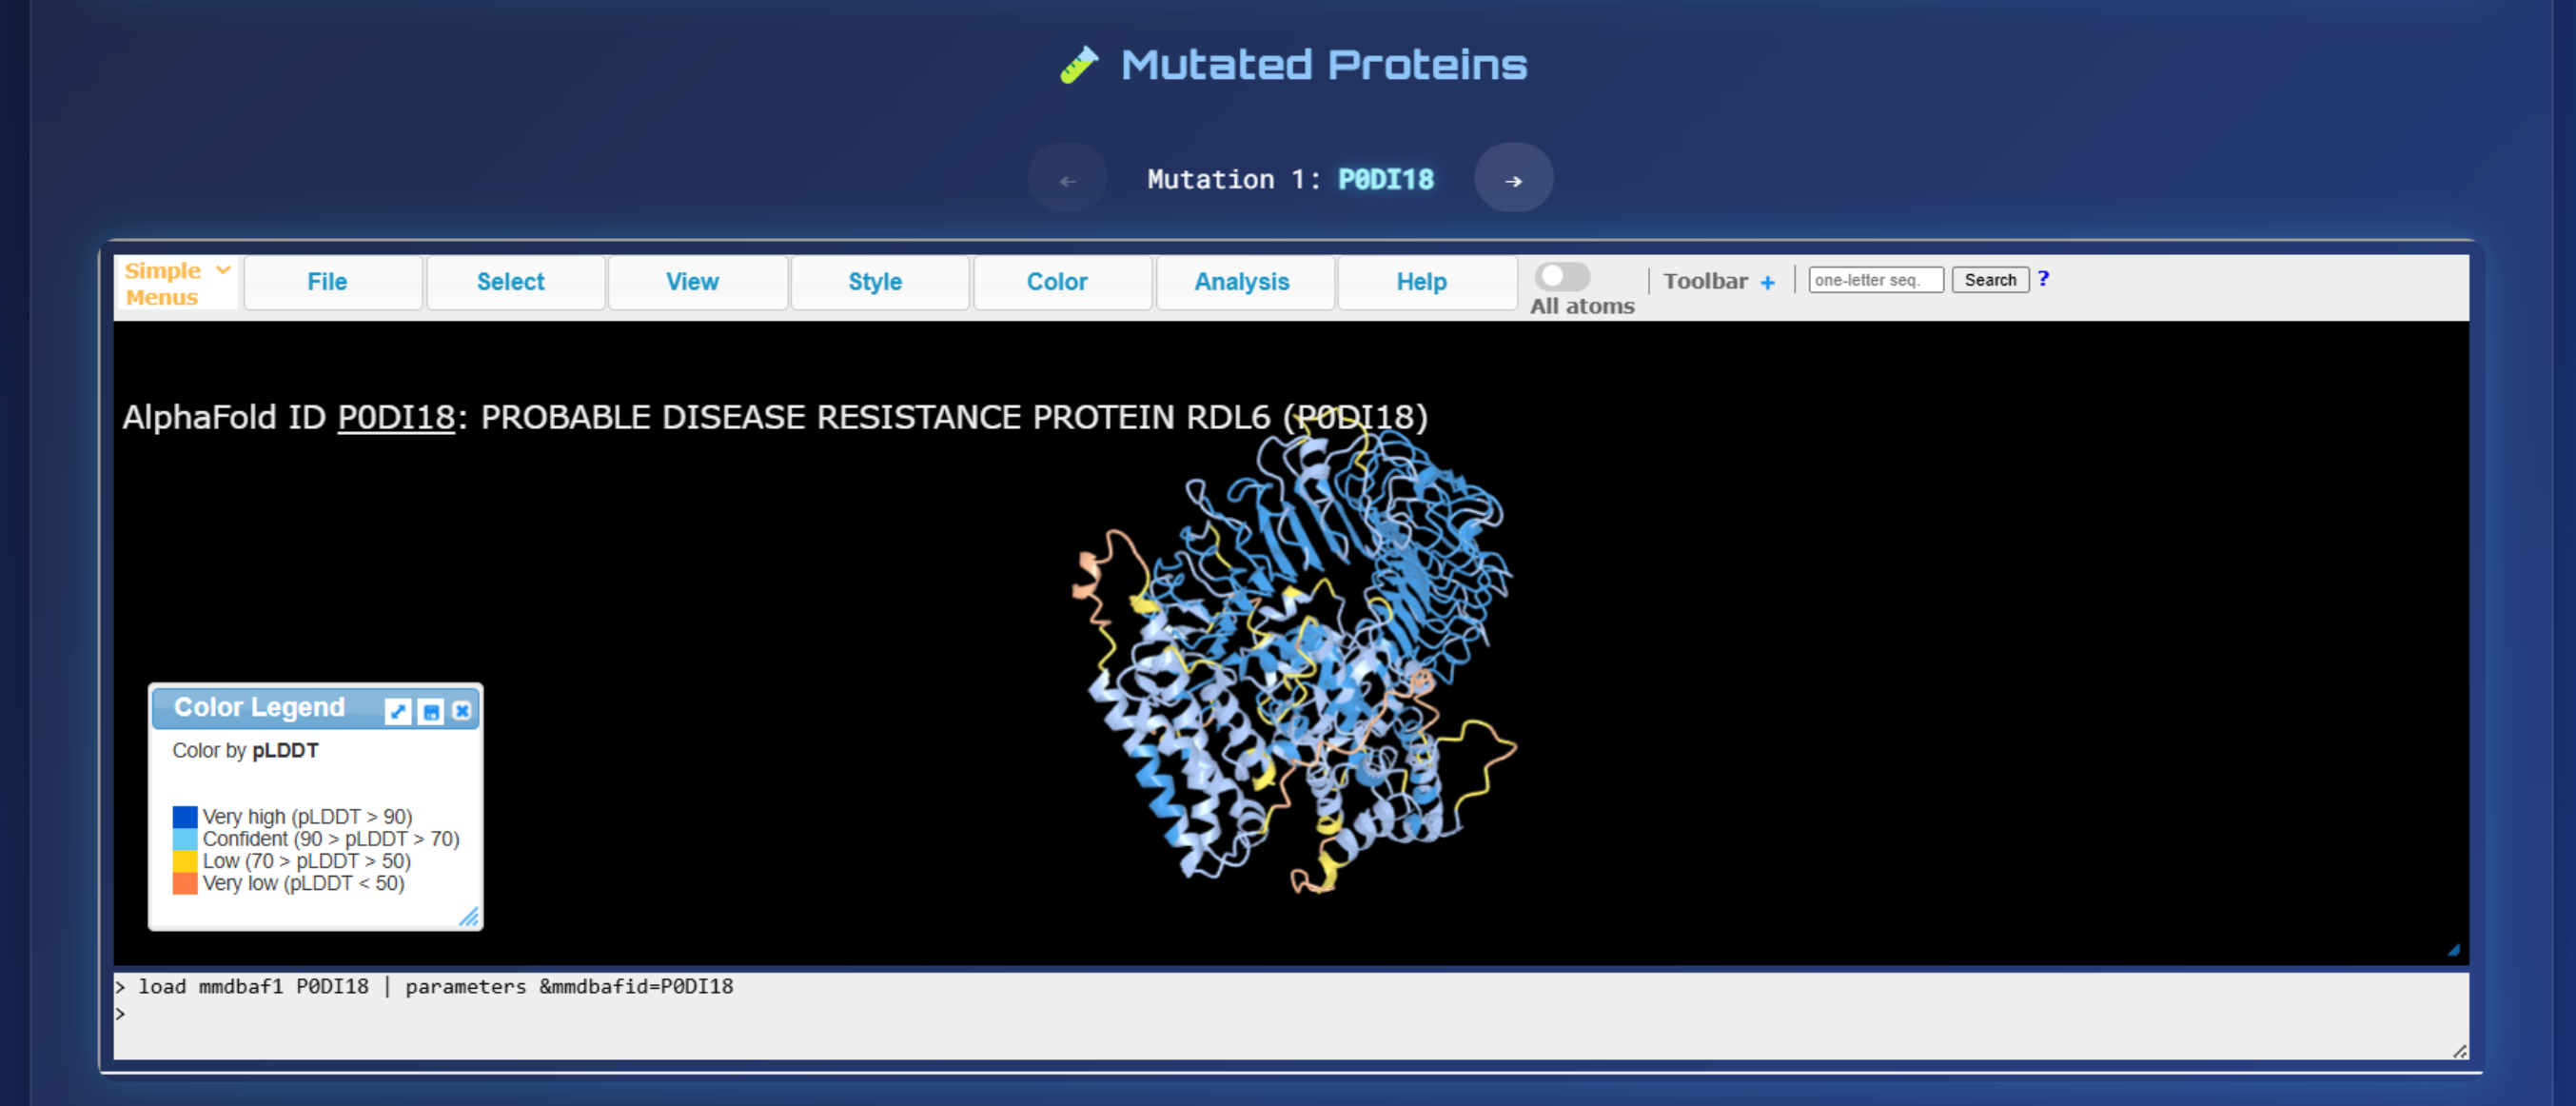 Mutated Proteins
← Mutation 1: P0DI18 →
Simple Menus
File
Select
View
Style
Color
Analysis
Help
All atoms
Toolbar +
one-letter seq.
Search
?
AlphaFold ID P0DI18: PROBABLE DISEASE RESISTANCE PROTEIN RDL6 (P0DI18)
Color Legend
Color by pLDDT
Very high (pLDDT > 90)
Confident (90 > pLDDT > 70)
Low (70 > pLDDT > 50)
Very low (pLDDT < 50)
> load mmdbaf1 P0DI18 | parameters &mmdbafid=P0DI18
>